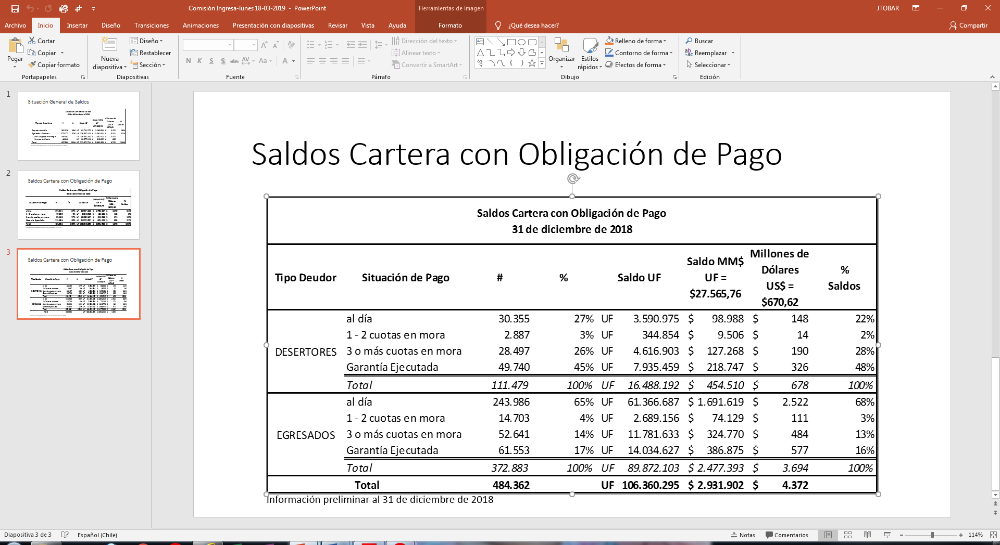 Comisión Ingresa-lunes 18-03-2019 - PowerPoint
Herramientas de imagen
JTOBAR
Archivo Inicio Insertar Diseño Transiciones Animaciones Presentación con diapositivas Revisar Vista Ayuda Formato ¿Qué desea hacer? Compartir
Pegar
Cortar
Copiar
Copiar formato
Portapapeles
Nueva diapositiva
Diseño
Restablecer
Sección
Diapositivas
N K S S abc AV Aa A
Fuente
Dirección del texto
Alinear texto
Convertir a SmartArt
Párrafo
Organizar
Estilos rápidos
Relleno de forma
Contorno de forma
Efectos de forma
Dibujo
Buscar
Reemplazar
Seleccionar
Edición
1
Situación General de Saldos
2
Saldos Cartera con Obligación de Pago
3
Saldos Cartera con Obligación de Pago
Saldos Cartera con Obligación de Pago
Saldos Cartera con Obligación de Pago
31 de diciembre de 2018
Tipo Deudor Situación de Pago # % Saldo UF Saldo MM$ UF = $27.565,76 Millones de Dólares US$ = $670,62 % Saldos
DESERTORES
al día 30.355 27% UF 3.590.975 $ 98.988 $ 148 22%
1 - 2 cuotas en mora 2.887 3% UF 344.854 $ 9.506 $ 14 2%
3 o más cuotas en mora 28.497 26% UF 4.616.903 $ 127.268 $ 190 28%
Garantía Ejecutada 49.740 45% UF 7.935.459 $ 218.747 $ 326 48%
Total 111.479 100% UF 16.488.192 $ 454.510 $ 678 100%
EGRESADOS
al día 243.986 65% UF 61.366.687 $ 1.691.619 $ 2.522 68%
1 - 2 cuotas en mora 14.703 4% UF 2.689.156 $ 74.129 $ 111 3%
3 o más cuotas en mora 52.641 14% UF 11.781.633 $ 324.770 $ 484 13%
Garantía Ejecutada 61.553 17% UF 14.034.627 $ 386.875 $ 577 16%
Total 372.883 100% UF 89.872.103 $ 2.477.393 $ 3.694 100%
Total 484.362 UF 106.360.295 $ 2.931.902 $ 4.372
Información preliminar al 31 de diciembre de 2018
Diapositiva 3 de 3 Español (Chile) Notas Comentarios 114%